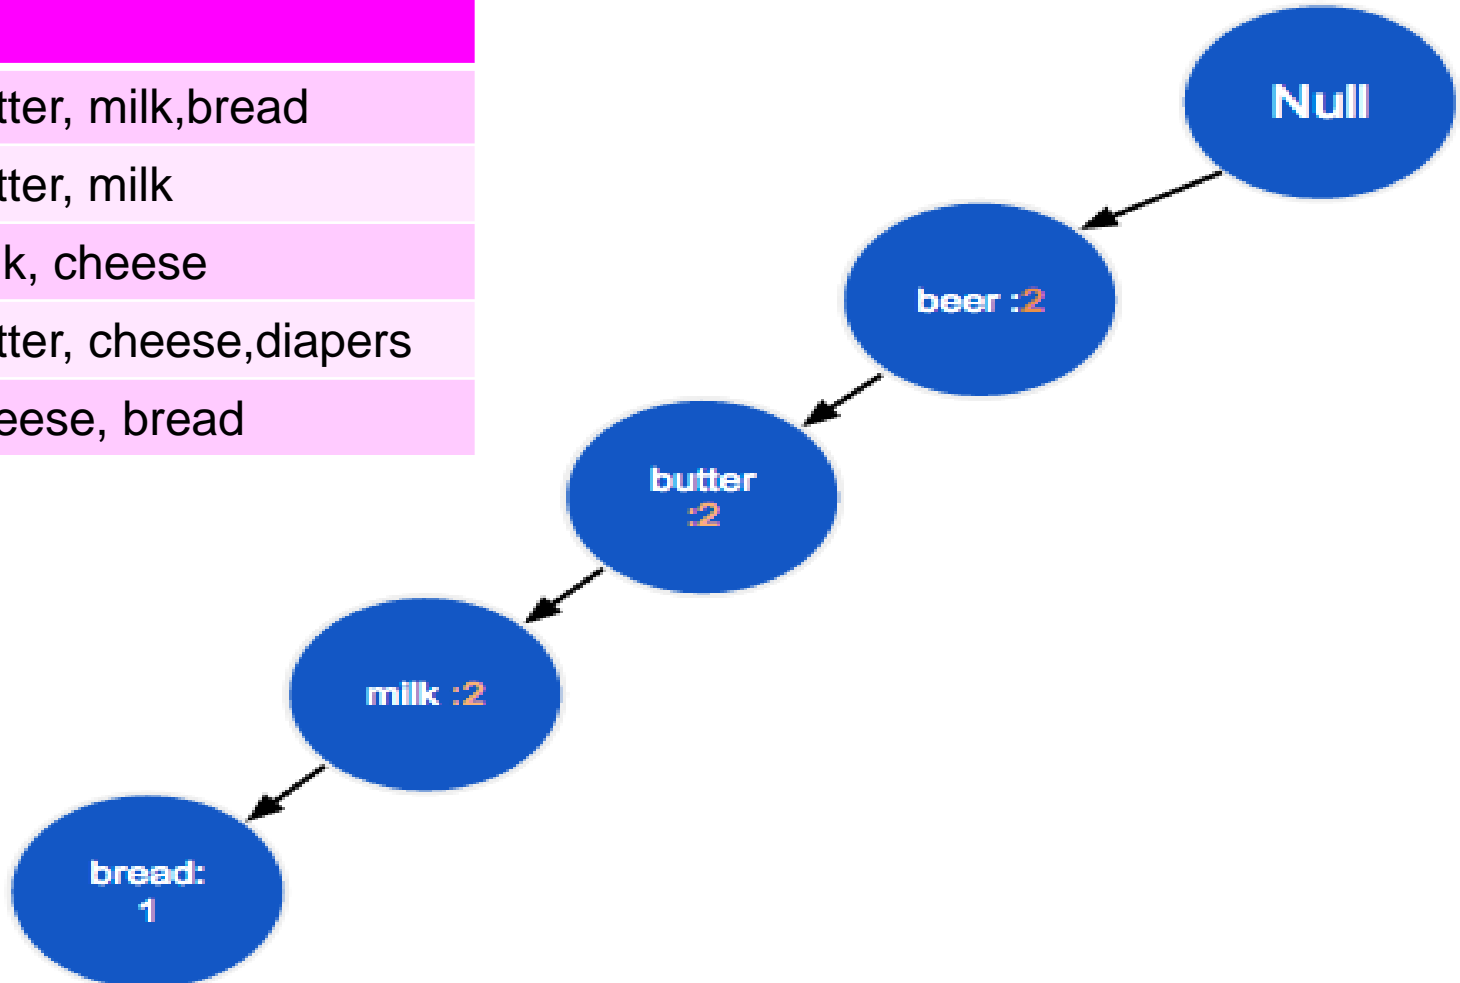 tter, milk,bread
tter, milk
k, cheese
tter, cheese,diapers
eese, bread
Null
beer :2
butter
:2
milk :2
bread:
1